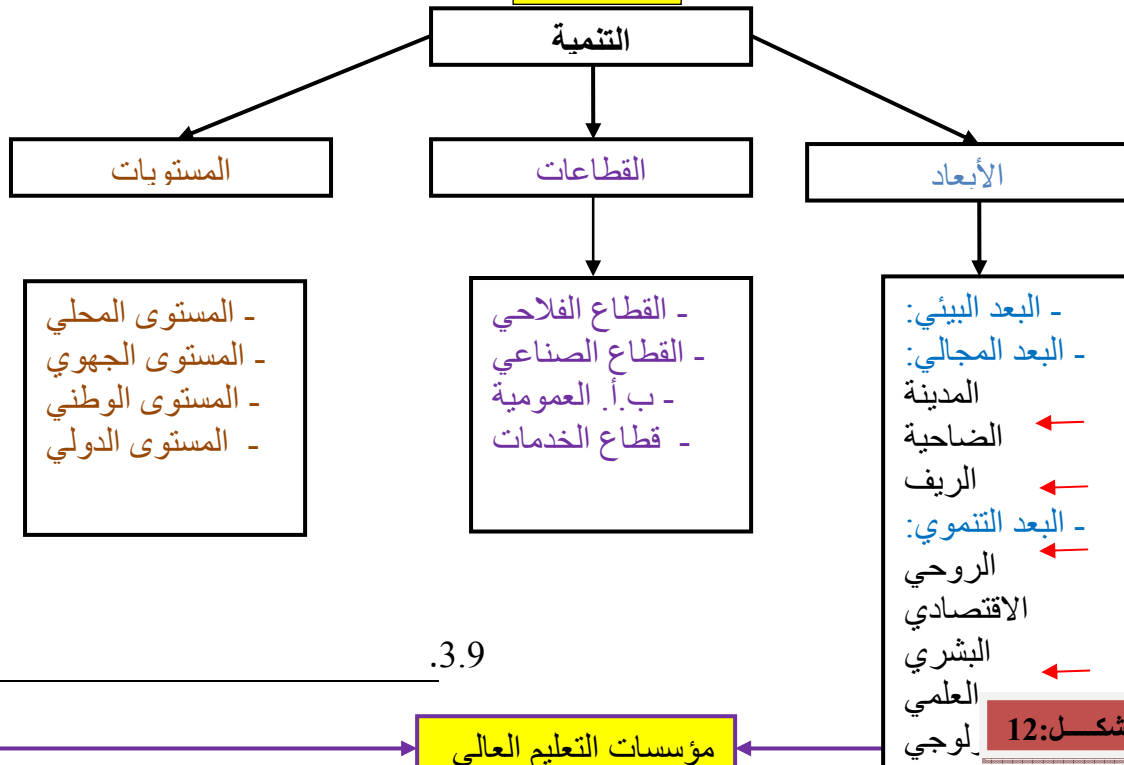 التنمية
الأبعاد
القطاعات
المستويات
- البعد البيئي:
- البعد المجالي:
المدينة
الضاحية
الريف
- البعد التنموي:
الروحي
الاقتصادي
البشري
العلمي
- القطاع الفلاحي
- القطاع الصناعي
- ب.أ. العمومية
- قطاع الخدمات
- المستوى المحلي
- المستوى الجهوي
- المستوى الوطني
- المستوى الدولي
3.9.
مؤسسات التعليم العالي
12: